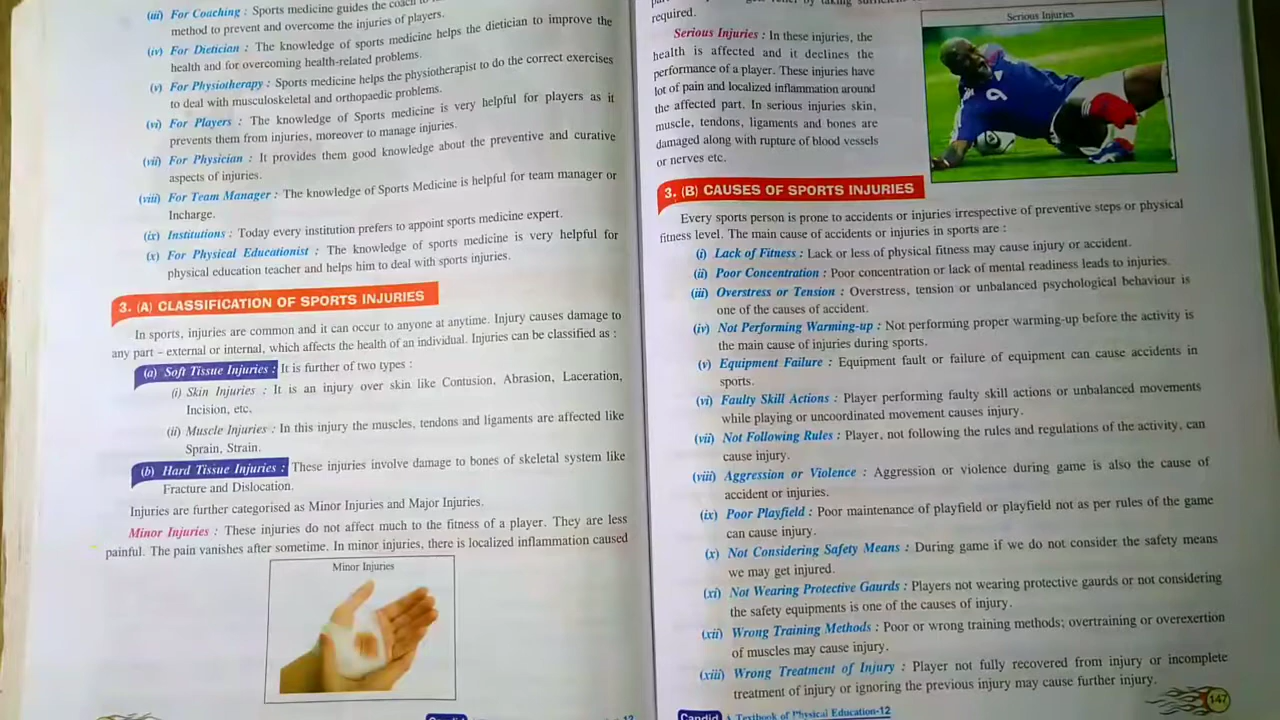 (iii) For Coaching : Sports medicine guides the coach to
method to prevent and overcome the injuries of players.
(iv) For Dietician : The knowledge of sports medicine helps the dietician to improve the
health and for overcoming health-related problems.
(v) For Physiotherapy : Sports medicine helps the physiotherapist to do the correct exercises
to deal with musculoskeletal and orthopaedic problems.
(vi) For Players : The knowledge of Sports medicine is very helpful for players as it
prevents them from injuries, moreover to manage injuries.
(vii) For Physician : It provides them good knowledge about the preventive and curative
aspects of injuries.
(viii) For Team Manager : The knowledge of Sports Medicine is helpful for team manager or
Incharge.
(ix) Institutions : Today every institution prefers to appoint sports medicine expert.
(x) For Physical Educationist : The knowledge of sports medicine is very helpful for
physical education teacher and helps him to deal with sports injuries.
3. (A) CLASSIFICATION OF SPORTS INJURIES
In sports, injuries are common and it can occur to anyone at anytime. Injury causes damage to
any part – external or internal, which affects the health of an individual. Injuries can be classified as :
(a) Soft Tissue Injuries : It is further of two types :
(i) Skin Injuries : It is an injury over skin like Contusion, Abrasion, Laceration,
Incision, etc.
(ii) Muscle Injuries : In this injury the muscles, tendons and ligaments are affected like
Sprain, Strain.
(b) Hard Tissue Injuries : These injuries involve damage to bones of skeletal system like
Fracture and Dislocation.
Injuries are further categorised as Minor Injuries and Major Injuries.
Minor Injuries : These injuries do not affect much to the fitness of a player. They are less
painful. The pain vanishes after sometime. In minor injuries, there is localized inflammation caused
Minor Injuries
Candid
required.
Serious Injuries : In these injuries, the
health is affected and it declines the
performance of a player. These injuries have
lot of pain and localized inflammation around
the affected part. In serious injuries skin,
muscle, tendons, ligaments and bones are
damaged along with rupture of blood vessels
or nerves etc.
Serious Injuries
9
3. (B) CAUSES OF SPORTS INJURIES
Every sports person is prone to accidents or injuries irrespective of preventive steps or physical
fitness level. The main cause of accidents or injuries in sports are :
(i) Lack of Fitness : Lack or less of physical fitness may cause injury or accident.
(ii) Poor Concentration : Poor concentration or lack of mental readiness leads to injuries.
(iii) Overstress or Tension : Overstress, tension or unbalanced psychological behaviour is
one of the causes of accident.
(iv) Not Performing Warming-up : Not performing proper warming-up before the activity is
the main cause of injuries during sports.
(v) Equipment Failure : Equipment fault or failure of equipment can cause accidents in
sports.
(vi) Faulty Skill Actions : Player performing faulty skill actions or unbalanced movements
while playing or uncoordinated movement causes injury.
(vii) Not Following Rules : Player, not following the rules and regulations of the activity, can
cause injury.
(viii) Aggression or Violence : Aggression or violence during game is also the cause of
accident or injuries.
(ix) Poor Playfield : Poor maintenance of playfield or playfield not as per rules of the game
can cause injury.
(x) Not Considering Safety Means : During game if we do not consider the safety means
we may get injured.
(xi) Not Wearing Protective Gaurds : Players not wearing protective gaurds or not considering
the safety equipments is one of the causes of injury.
(xii) Wrong Training Methods : Poor or wrong training methods; overtraining or overexertion
of muscles may cause injury.
(xiii) Wrong Treatment of Injury : Player not fully recovered from injury or incomplete
treatment of injury or ignoring the previous injury may cause further injury.
147
Candid A Textbook of Physical Education-12